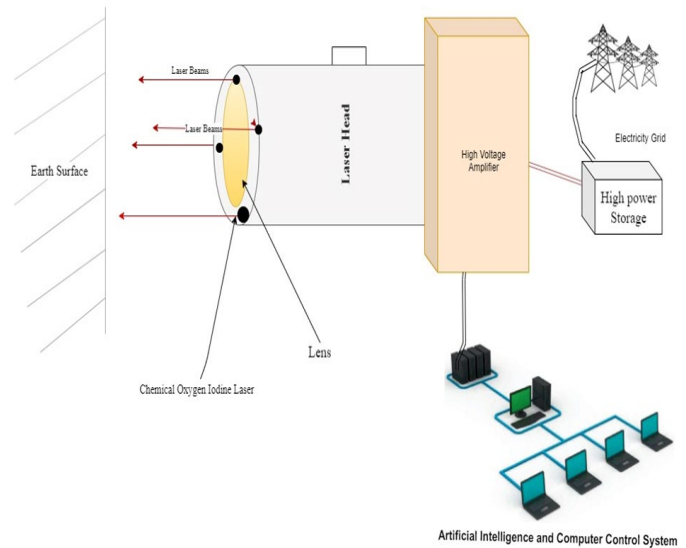 Laser Beams
Laser Beams
Earth Surface
Laser Head
High Voltage
Amplifier
Electricity Grid
High power
Storage
Lens
Chemical Oxygen Iodine Laser
Artificial Intelligence and Computer Control System